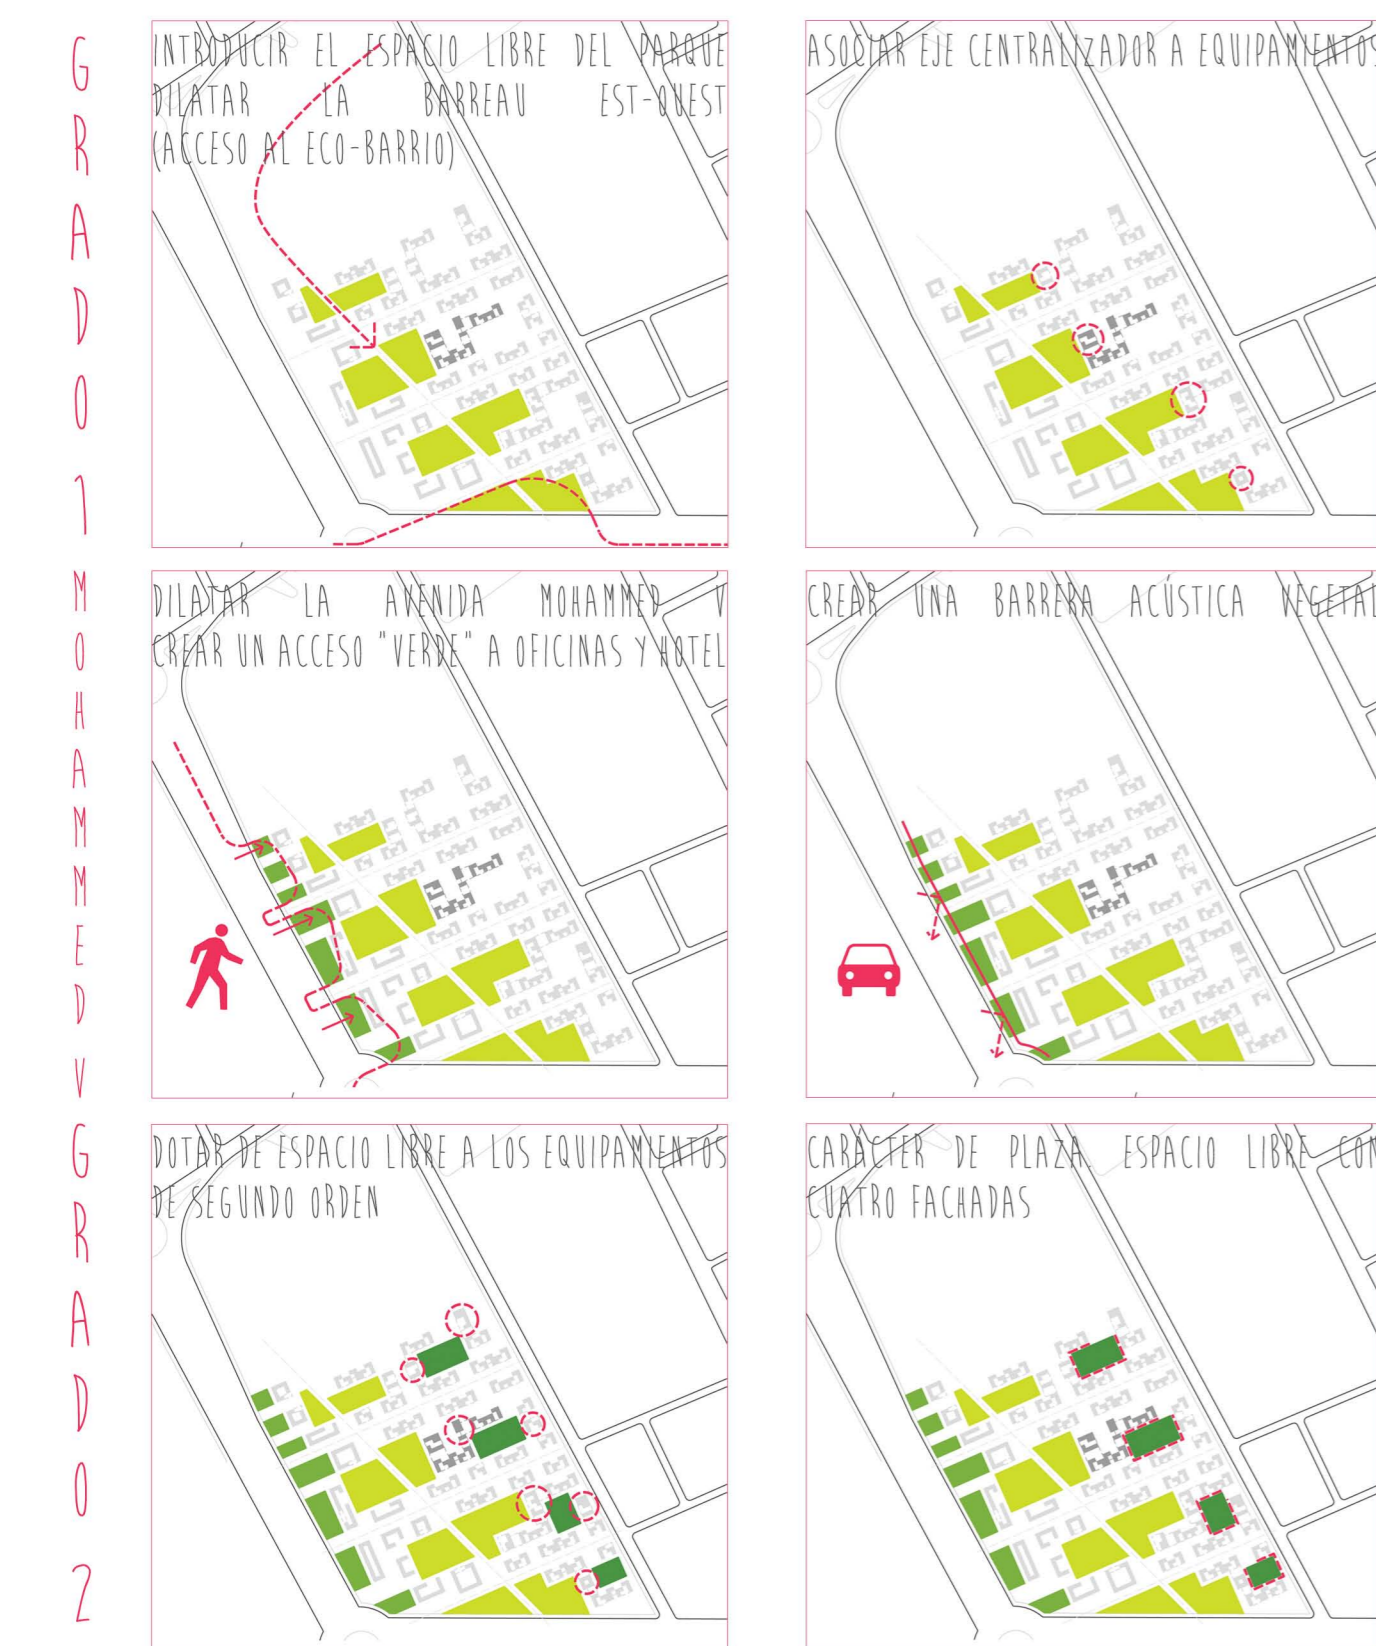 GRADO 1
INTRODUCIR EL ESPACIO LIBRE DEL PARQUE
DILATAR LA BARREAU EST-OUEST
(ACCESO AL ECO-BARRIO)
ASOCIAR EJE CENTRALIZADOR A EQUIPAMIENTOS
MOHAMMED V
DILATAR LA AVENIDA MOHAMMED V
CREAR UN ACCESO "VERDE" A OFICINAS Y HOTEL
CREAR UNA BARRERA ACÚSTICA VEGETAL
GRADO 2
DOTAR DE ESPACIO LIBRE A LOS EQUIPAMIENTOS
DE SEGUNDO ORDEN
CARÁCTER DE PLAZA. ESPACIO LIBRE CON
CUATRO FACHADAS